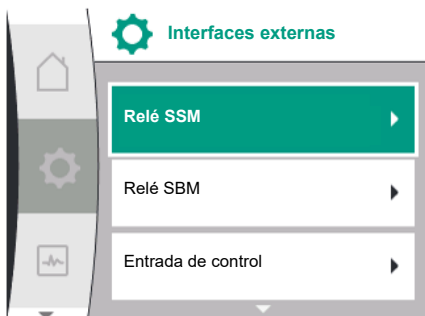 Interfaces externas
Relé SSM
Relé SBM
Entrada de control